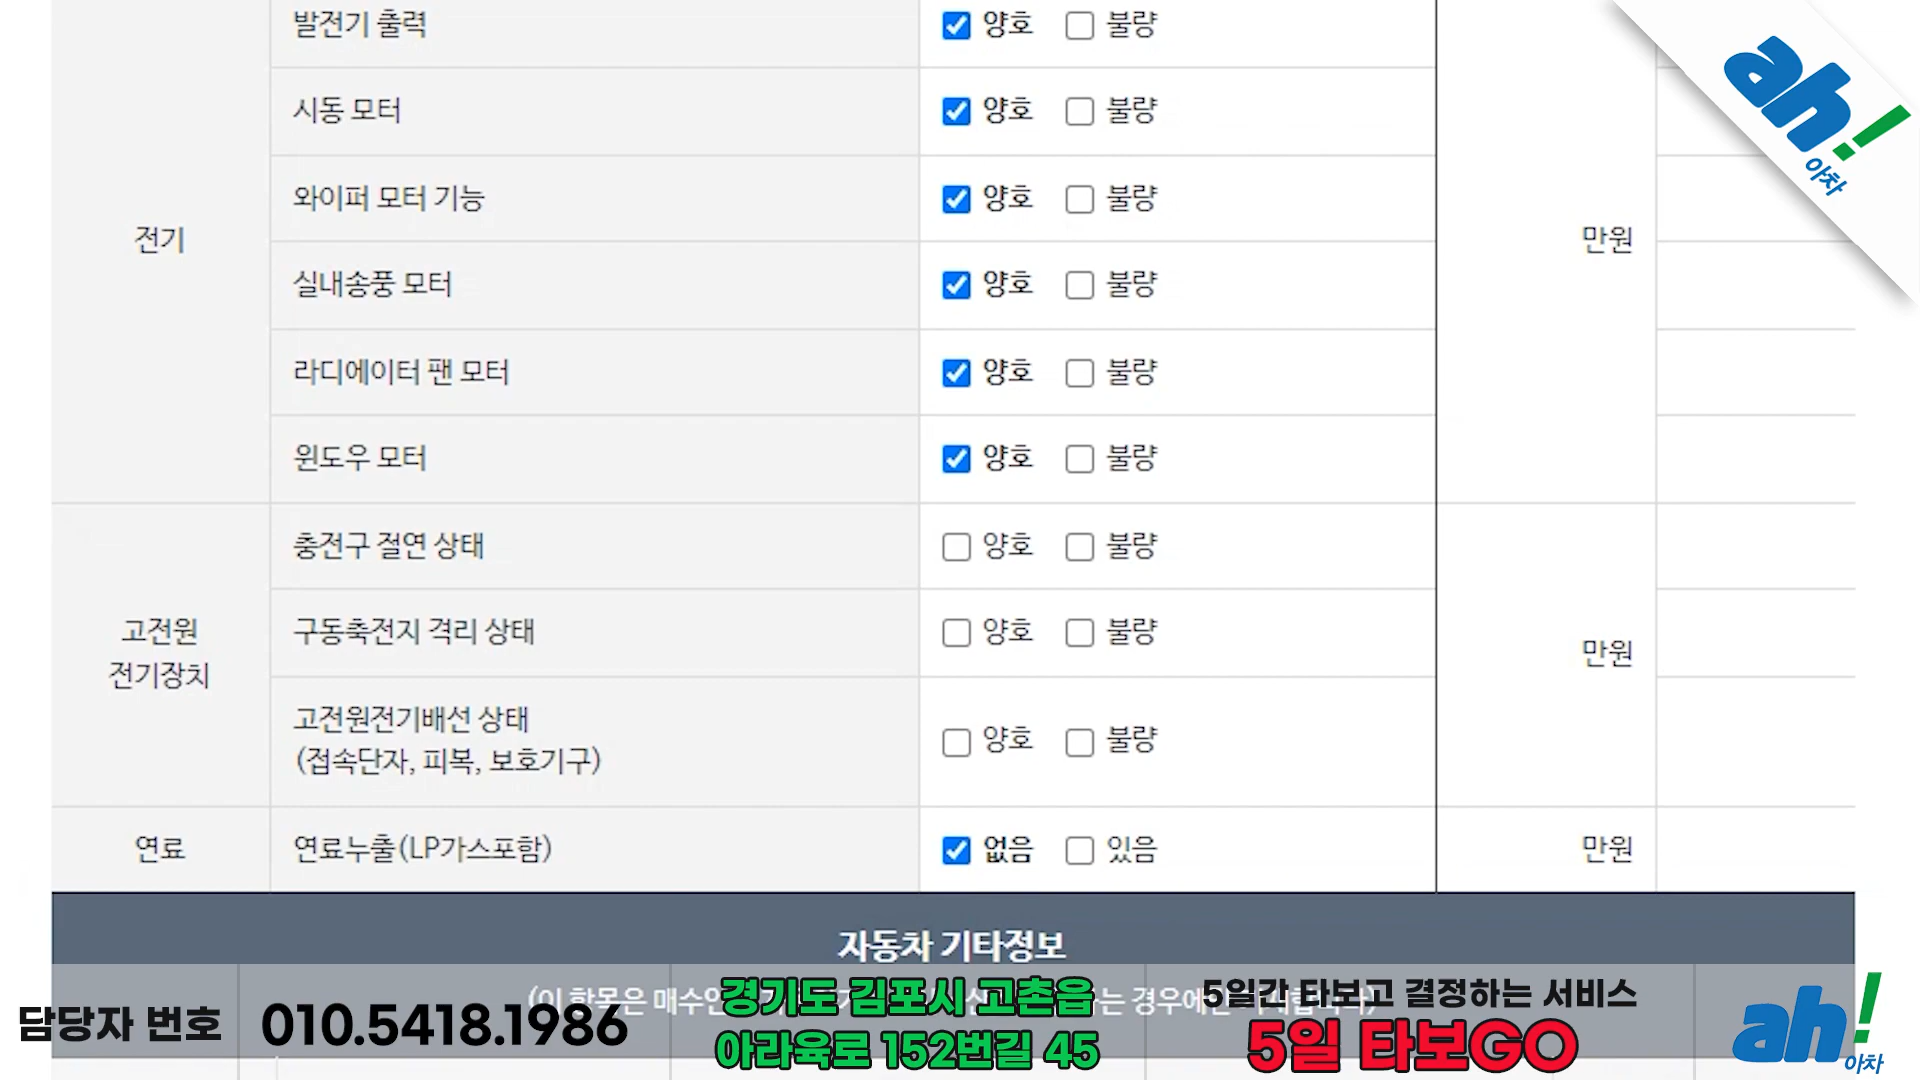 발전기 출력 양호 불량
시동 모터 양호 불량
와이퍼 모터 기능 양호 불량
전기
만원
실내송풍 모터 양호 불량
라디에이터 팬 모터 양호 불량
윈도우 모터 양호 불량
충전구 절연 상태 양호 불량
고전원
전기장치
구동축전지 격리 상태 양호 불량
만원
고전원전기배선 상태
(접속단자, 피복, 보호기구)
양호 불량
연료 연료누출(LP가스포함) 없음 있음 만원
자동차 기타정보
(이 항목은
는 경우에만
담당자 번호 010.5418.1986
경기도 김포시 고촌읍
아라육로 152번길 45
5일간 타보고 결정하는 서비스
5일 타보GO
ah!
아차
ah!
아차